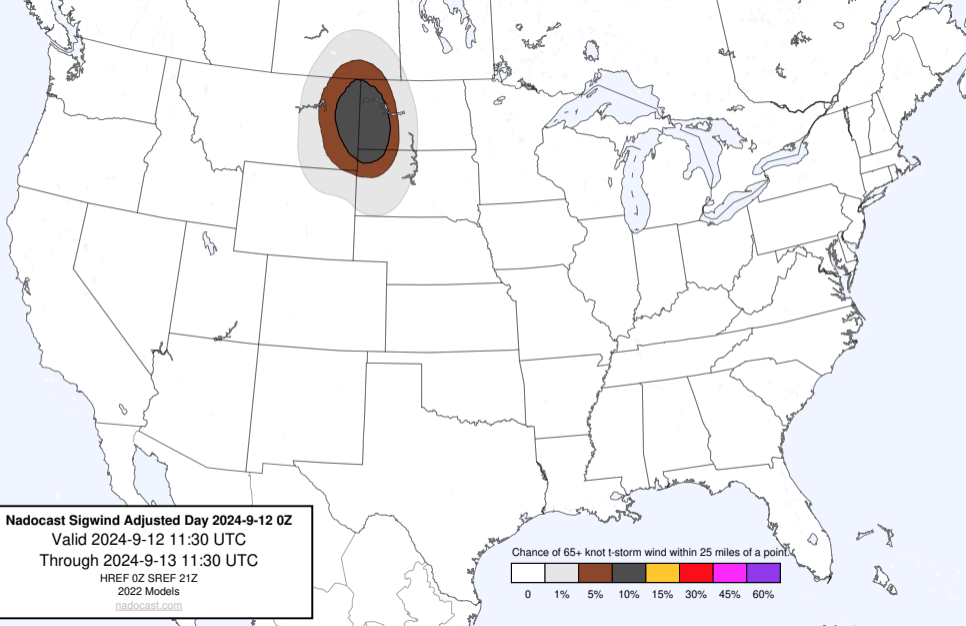 Nadocast Sigwind Adjusted Day 2024-9-12 0Z
Valid 2024-9-12 11:30 UTC
Through 2024-9-13 11:30 UTC
HREF 0Z SREF 21Z
2022 Models
nadocast.com
Chance of 65+ knot t-storm wind within 25 miles of a point.
0 1% 5% 10% 15% 30% 45% 60%